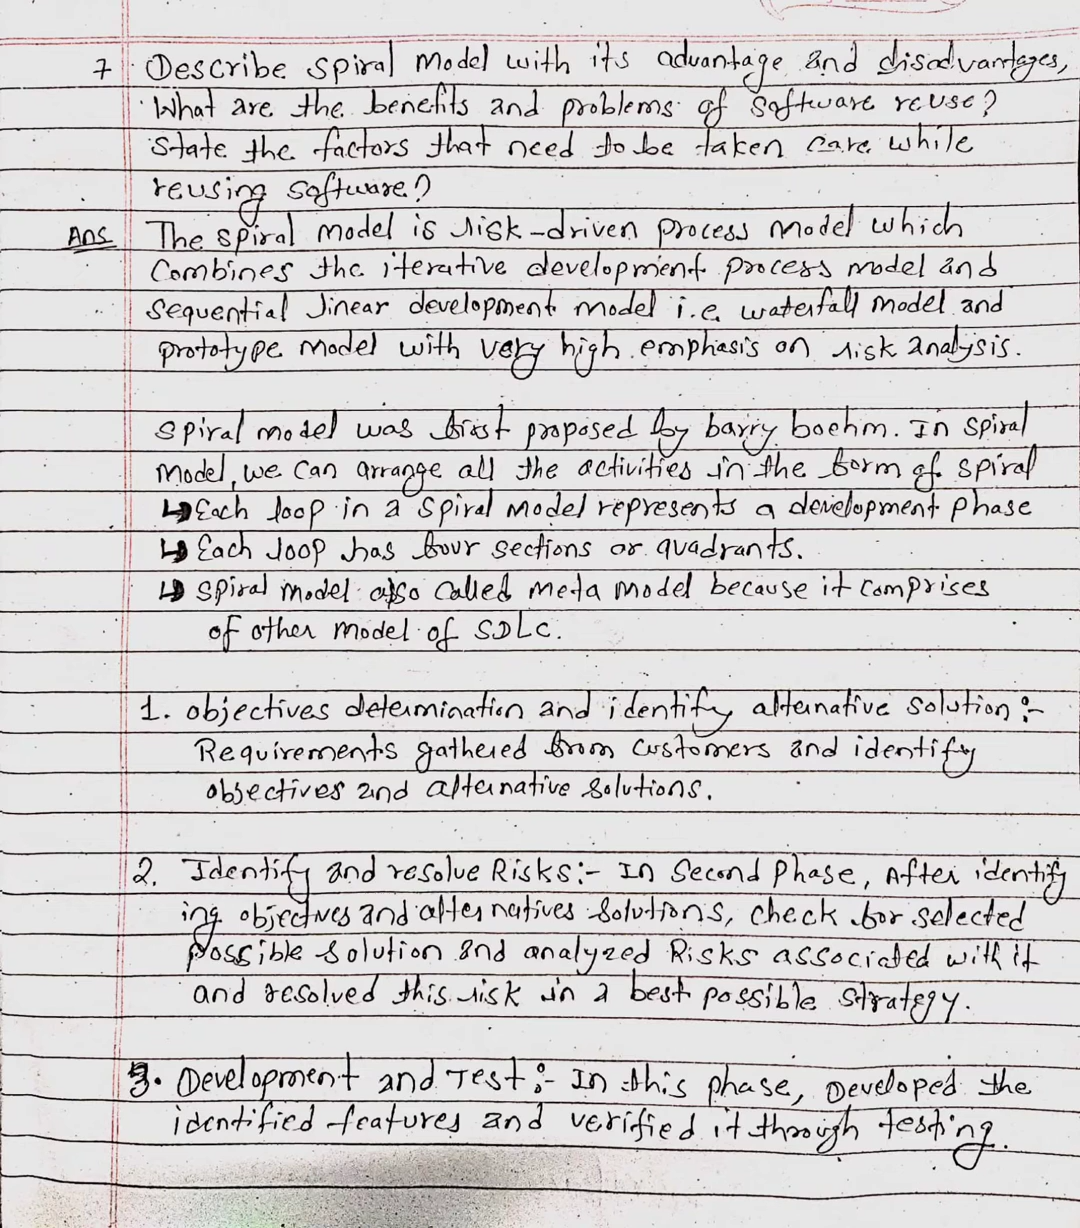 7. Describe spiral model with its advantage and disadvantages,
What are the benefits and problems of software reuse?
State the factors that need to be taken care while
reusing software?
Ans The spiral model is risk-driven process model which
Combines the iterative development process model and
sequential linear development model i.e. waterfall model and
prototype model with very high emphasis on risk analysis.
spiral model was first proposed by barry boehm. In spiral
model, we can arrange all the activities in the form of spiral
↳ Each loop in a spiral model represents a development phase
↳ Each loop has four sections or quadrants.
↳ spiral model also called meta model because it comprises
of other model of SDLC.
1. objectives determination and identify alternative solution :-
Requirements gathered from customers and identify
objectives and alternative solutions.
2. Identify and resolve Risks:- In Second Phase, After identify
ing objectives and alternatives solutions, check for selected
possible solution and analyzed Risks associated with it
and resolved this risk in a best possible strategy.
3. Development and Test :- In this phase, Developed the
identified features and verified it through testing.